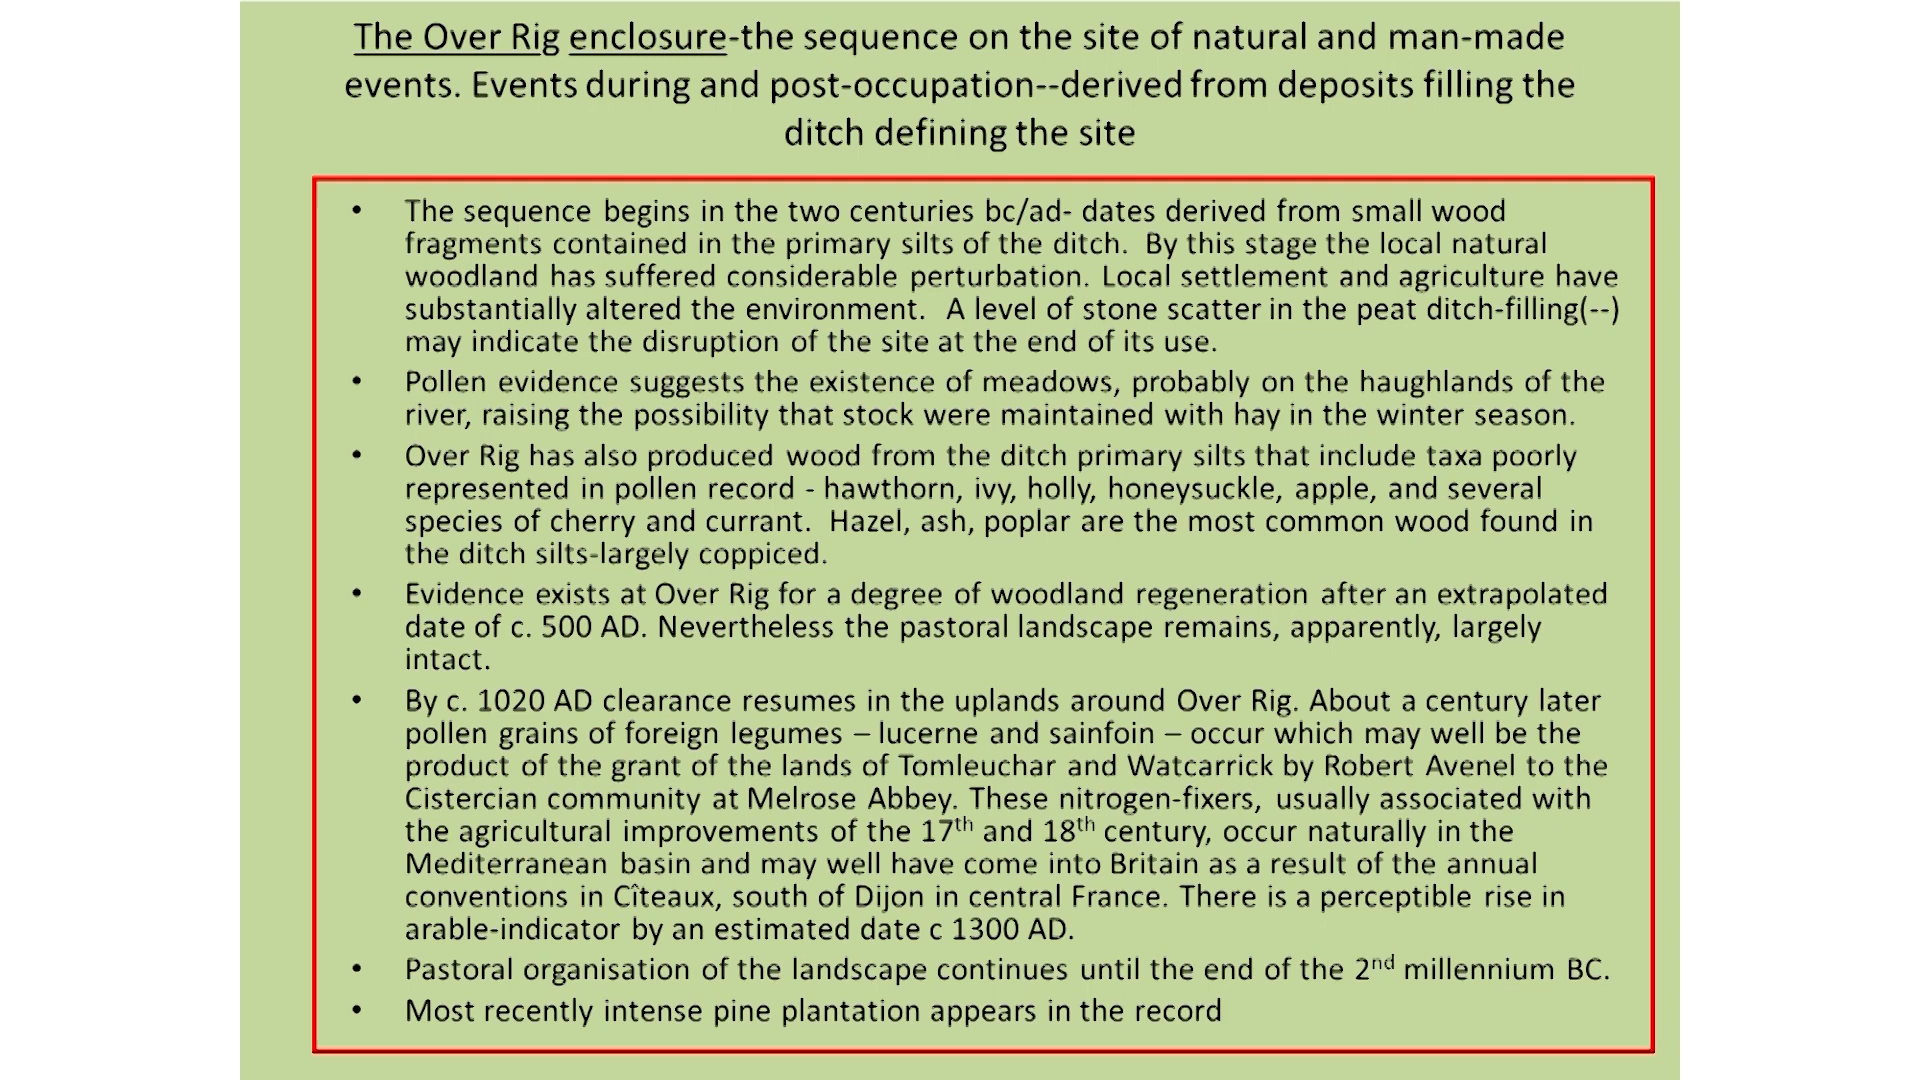 The Over Rig enclosure-the sequence on the site of natural and man-made
events. Events during and post-occupation--derived from deposits filling the
ditch defining the site
• The sequence begins in the two centuries bc/ad- dates derived from small wood
fragments contained in the primary silts of the ditch.  By this stage the local natural
woodland has suffered considerable perturbation. Local settlement and agriculture have
substantially altered the environment.  A level of stone scatter in the peat ditch-filling(--)
may indicate the disruption of the site at the end of its use.
• Pollen evidence suggests the existence of meadows, probably on the haughlands of the
river, raising the possibility that stock were maintained with hay in the winter season.
• Over Rig has also produced wood from the ditch primary silts that include taxa poorly
represented in pollen record - hawthorn, ivy, holly, honeysuckle, apple, and several
species of cherry and currant.  Hazel, ash, poplar are the most common wood found in
the ditch silts-largely coppiced.
• Evidence exists at Over Rig for a degree of woodland regeneration after an extrapolated
date of c. 500 AD. Nevertheless the pastoral landscape remains, apparently, largely
intact.
• By c. 1020 AD clearance resumes in the uplands around Over Rig. About a century later
pollen grains of foreign legumes – lucerne and sainfoin – occur which may well be the
product of the grant of the lands of Tomleuchar and Watcarrick by Robert Avenel to the
Cistercian community at Melrose Abbey. These nitrogen-fixers, usually associated with
the agricultural improvements of the 17th and 18th century, occur naturally in the
Mediterranean basin and may well have come into Britain as a result of the annual
conventions in Cîteaux, south of Dijon in central France. There is a perceptible rise in
arable-indicator by an estimated date c 1300 AD.
• Pastoral organisation of the landscape continues until the end of the 2nd millennium BC.
• Most recently intense pine plantation appears in the record